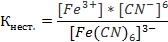 Кнест. = [Fe³⁺] * [CN⁻]6 / [Fe(CN)₆]³⁻